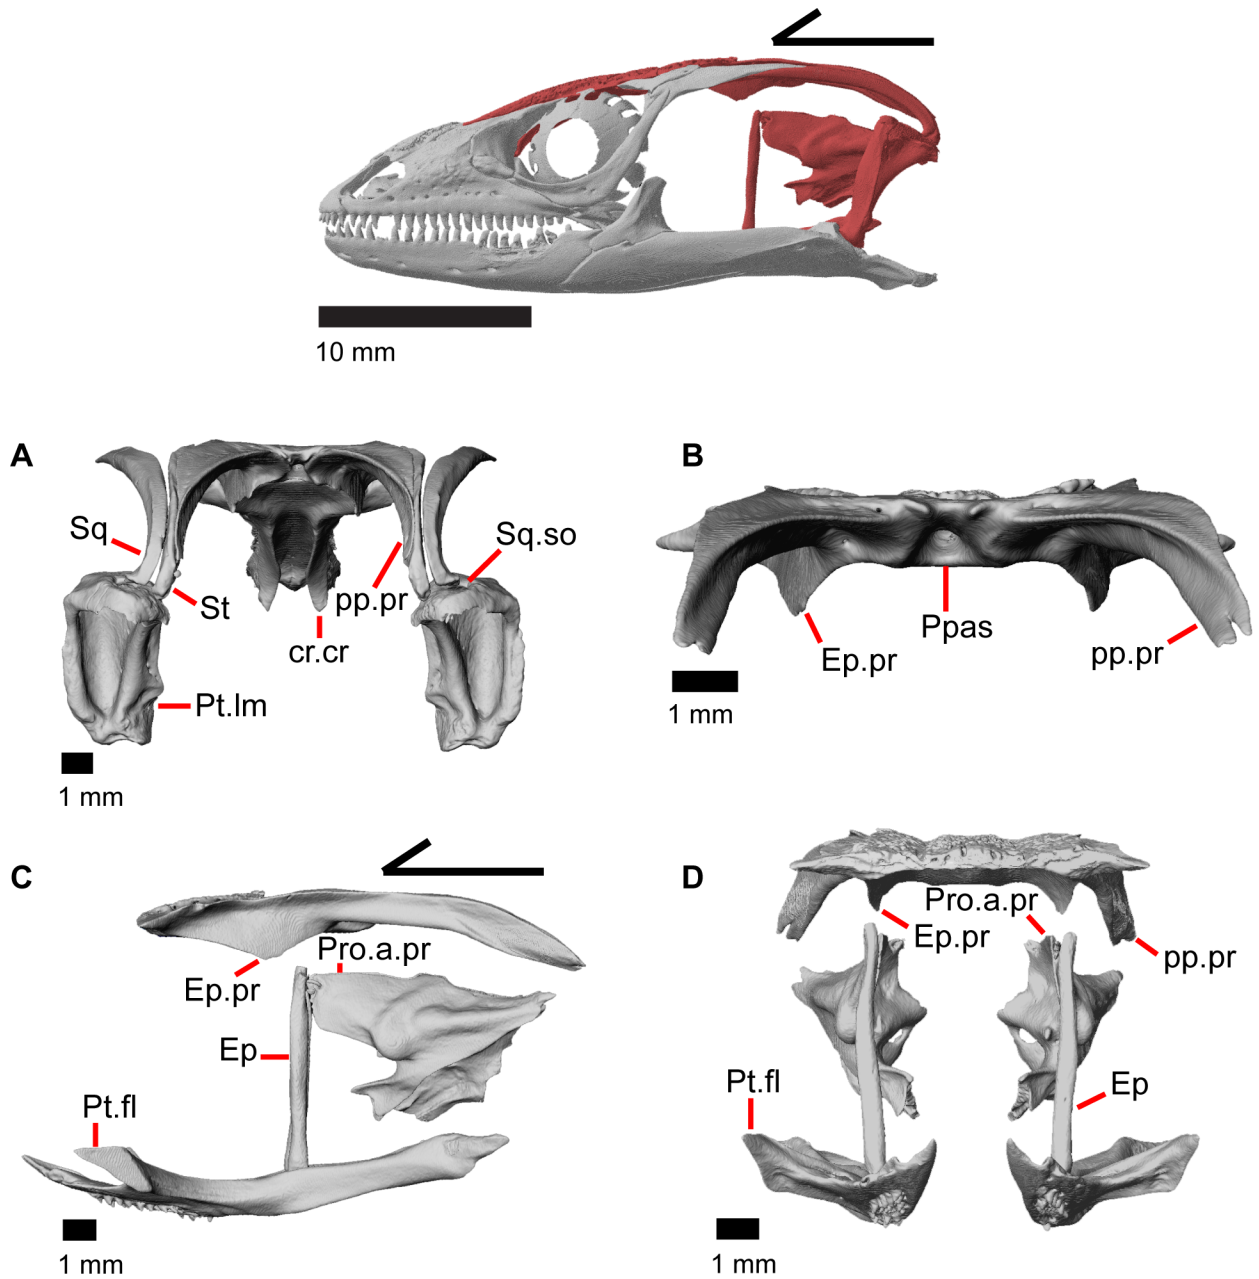 10 mm
A
Sq
Sq.so
St
pp.pr
cr.cr
Pt.lm
1 mm
B
Ppas
Ep.pr
pp.pr
1 mm
C
Pro.a.pr
Ep.pr
Ep
Pt.fl
1 mm
D
Pro.a.pr
Ep.pr
pp.pr
Pt.fl
Ep
1 mm